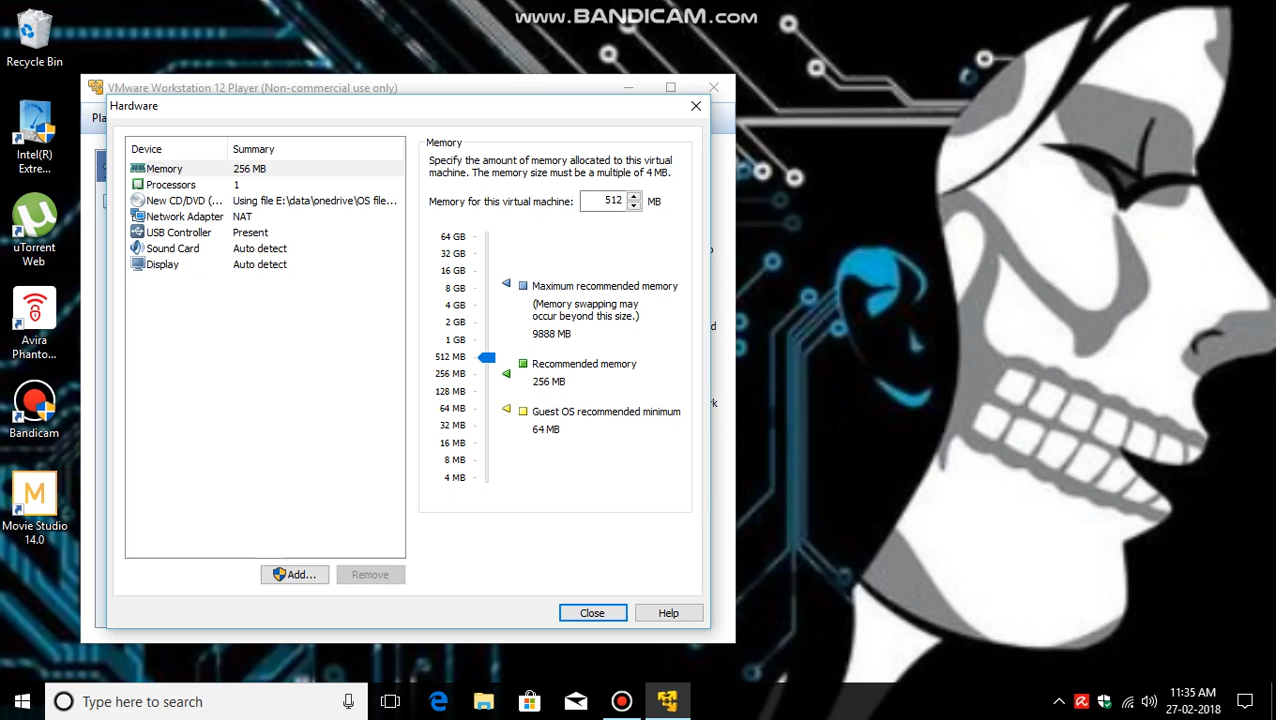 www.BANDICAM.com
Recycle Bin
Intel(R)
Extre...
uTorrent
Web
Avira
Phanto...
Bandicam
Movie Studio
14.0
VMware Workstation 12 Player (Non-commercial use only)
Pla
Hardware
Device Summary
Memory 256 MB
Processors 1
New CD/DVD (... Using file E:\data\onedrive\OS file...
Network Adapter NAT
USB Controller Present
Sound Card Auto detect
Display Auto detect
Add...
Remove
Memory
Specify the amount of memory allocated to this virtual
machine. The memory size must be a multiple of 4 MB.
Memory for this virtual machine: 512 MB
64 GB
32 GB
16 GB
8 GB
4 GB
2 GB
1 GB
512 MB
256 MB
128 MB
64 MB
32 MB
16 MB
8 MB
4 MB
Maximum recommended memory
(Memory swapping may
occur beyond this size.)
9888 MB
Recommended memory
256 MB
Guest OS recommended minimum
64 MB
Close
Help
Type here to search
11:35 AM
27-02-2018